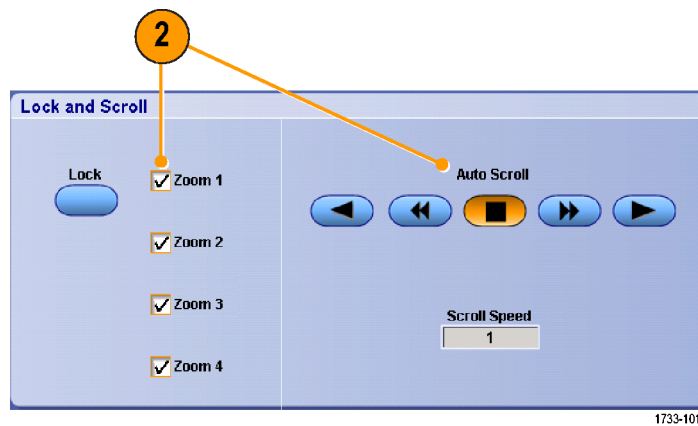 2
Lock and Scroll
Lock
Zoom 1
Auto Scroll
Zoom 2
Zoom 3
Scroll Speed
1
Zoom 4
1733-101